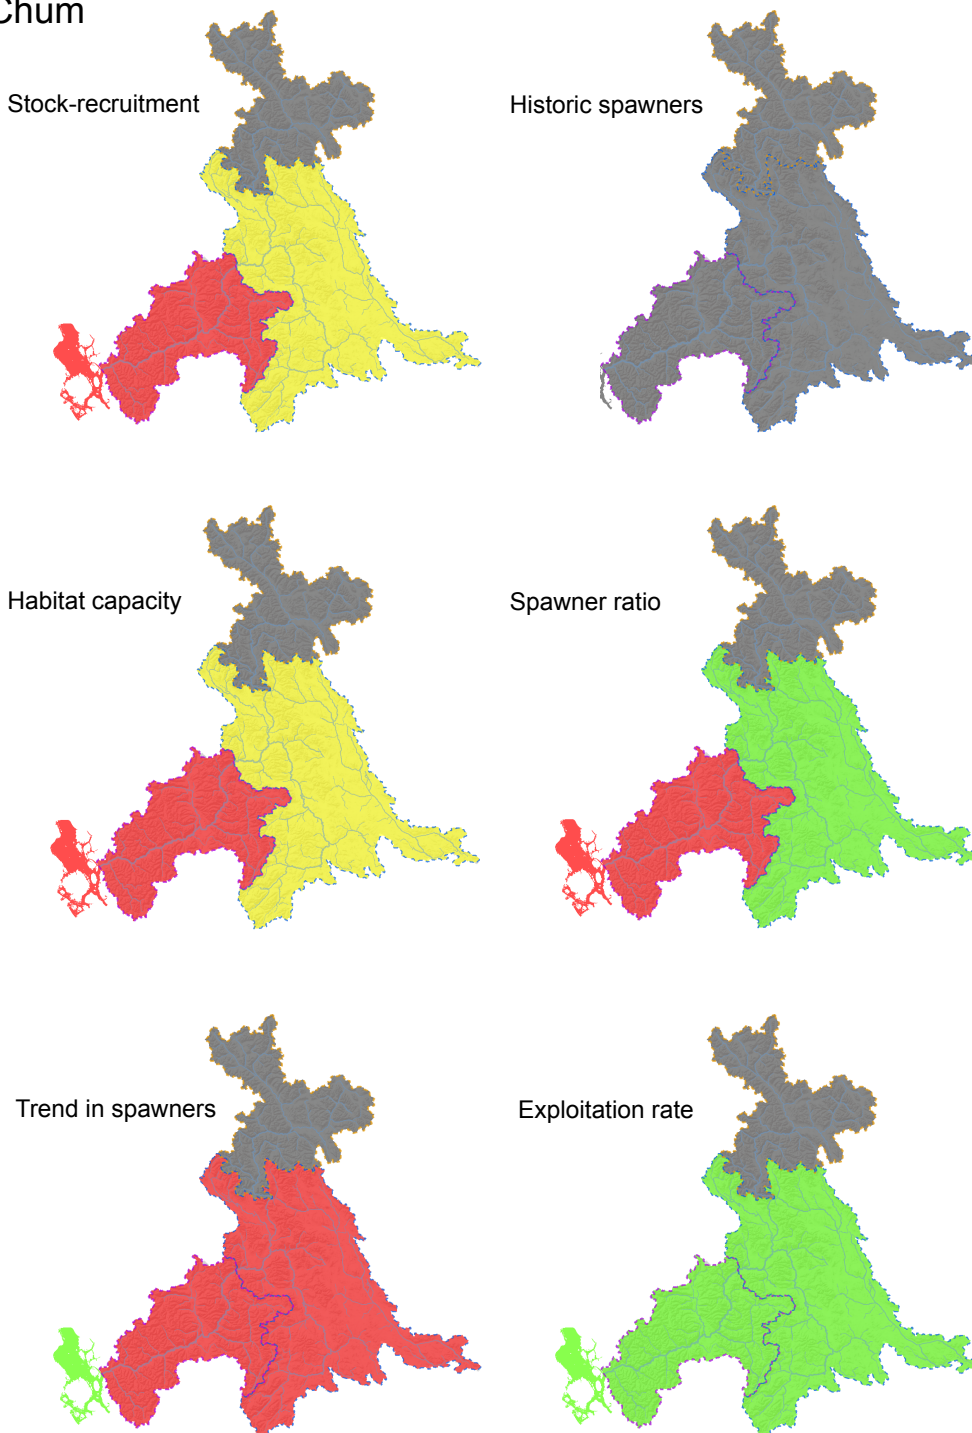 Chum
Stock-recruitment
Historic spawners
Habitat capacity
Spawner ratio
Trend in spawners
Exploitation rate